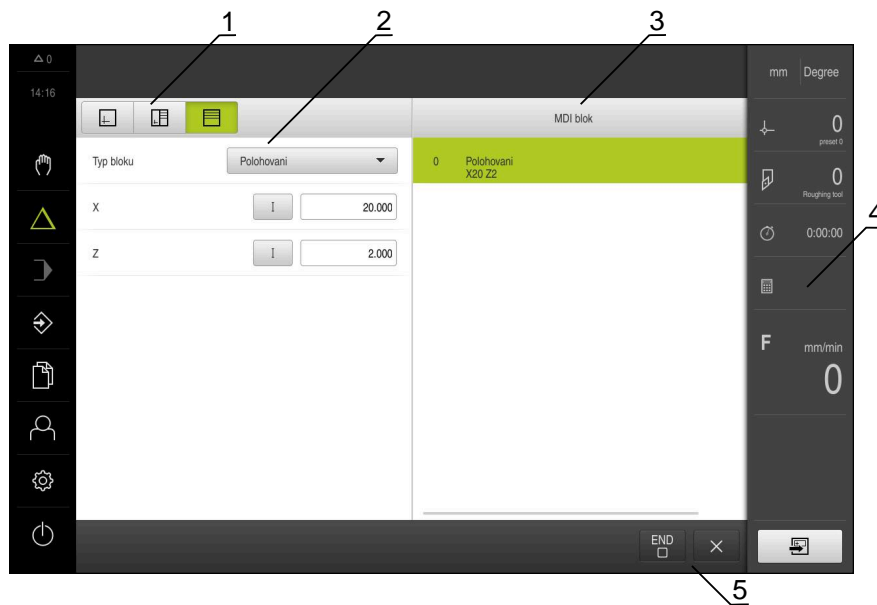 1
2
3
0
14:16
mm Degree
MDI blok
0
preset 0
Typ bloku
Polohovani
0 Polohovani
X20 Z2
0
Roughing tool
X
I
20.000
4
0:00:00
Z
I
2.000
F mm/min
0
END
5